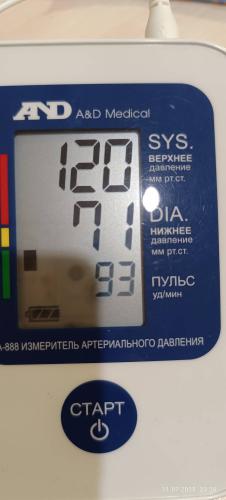 AND A&D Medical
120
SYS.
ВЕРХНЕЕ
давление
мм рт.ст.
71
DIA.
НИЖНЕЕ
давление
мм рт.ст.
93
ПУЛЬС
уд/мин
A-888 ИЗМЕРИТЕЛЬ АРТЕРИАЛЬНОГО ДАВЛЕНИЯ
СТАРТ